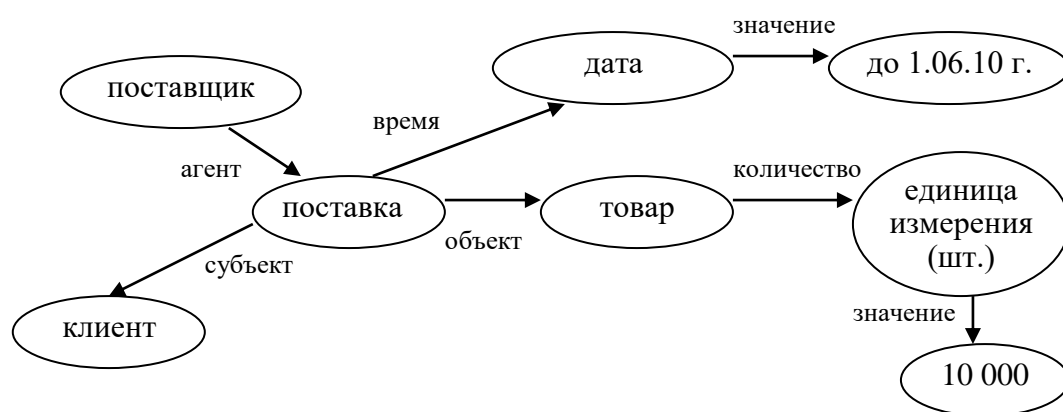 значение
дата
до 1.06.10 г.
поставщик
время
агент
количество
поставка
товар
единица
измерения
(шт.)
объект
субъект
клиент
значение
10 000